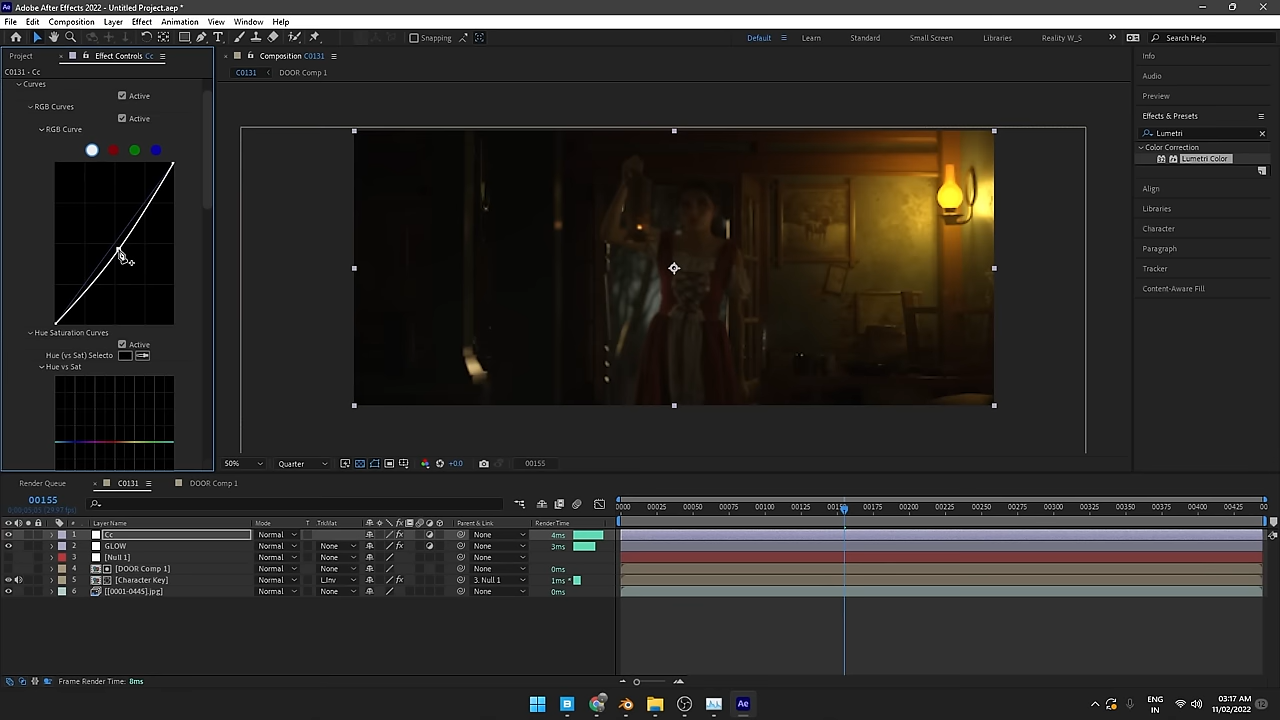 Ae Adobe After Effects 2022 - Untitled Project.aep *
File Edit Composition Layer Effect Animation View Window Help
Snapping Default Learn Standard Small Screen Libraries Reality W_S Search Help
Project Effect Controls Cc Composition C0131 Info
C0131 - Cc C0131 DOOR Comp 1
Curves Audio
Active Preview
RGB Curves
Active Effects & Presets
RGB Curve Lumetri
Color Correction
Lumetri Color
Align
Libraries
Character
Paragraph
Tracker
Content-Aware Fill
Hue Saturation Curves
Active
Hue (vs Sat) Selecto
Hue vs Sat
50% Quarter +0.0 00155
Render Queue C0131 DOOR Comp 1
00155
# Layer Name Mode T TrkMat fx Parent & Link Render Time
1 Cc Normal fx None 4ms
2 GLOW Normal None fx None 3ms
3 [Null 1] Normal None None
4 [DOOR Comp 1] Normal None None 0ms
5 [Character Key] Normal L.Inv fx 3. Null 1 1ms *
6 [[0001-0445].jpg] Normal None None 0ms
0000 00025 00050 00075 00100 00125 00175 00200 00225 00250 00275 00300 00325 00350 00375 00400 00425
Frame Render Time: 8ms
Ae
ENG
IN
03:17 AM
11/02/2022